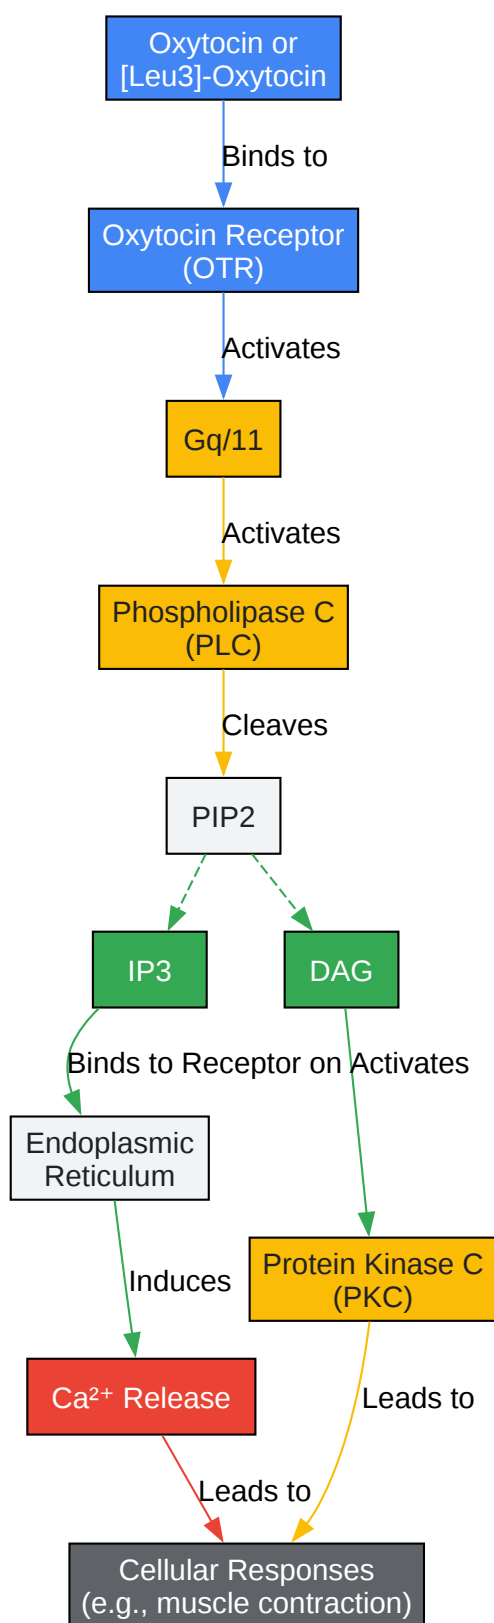 Oxytocin or
[Leu3]-Oxytocin
Binds to
Oxytocin Receptor
(OTR)
Activates
Gq/11
Activates
Phospholipase C
(PLC)
Cleaves
PIP2
IP3
DAG
Binds to Receptor on
Activates
Endoplasmic
Reticulum
Induces
Protein Kinase C
(PKC)
Ca²⁺ Release
Leads to
Leads to
Cellular Responses
(e.g., muscle contraction)